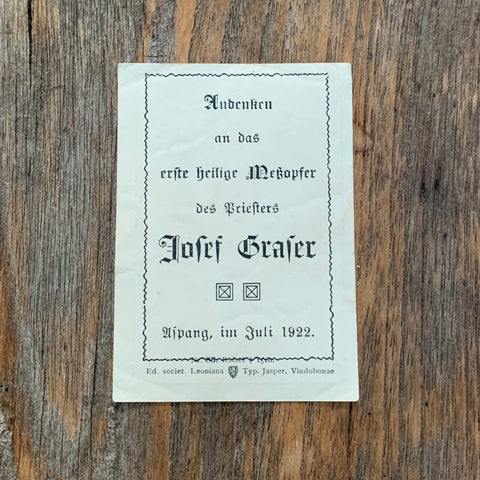 Andenken
an das
erſte heilige Meßopfer
des Prieſters
Joſef Graſer
Aſpang, im Juli 1922.
Ed. societ. Leoniana Typ. Jasper, Vindobonae